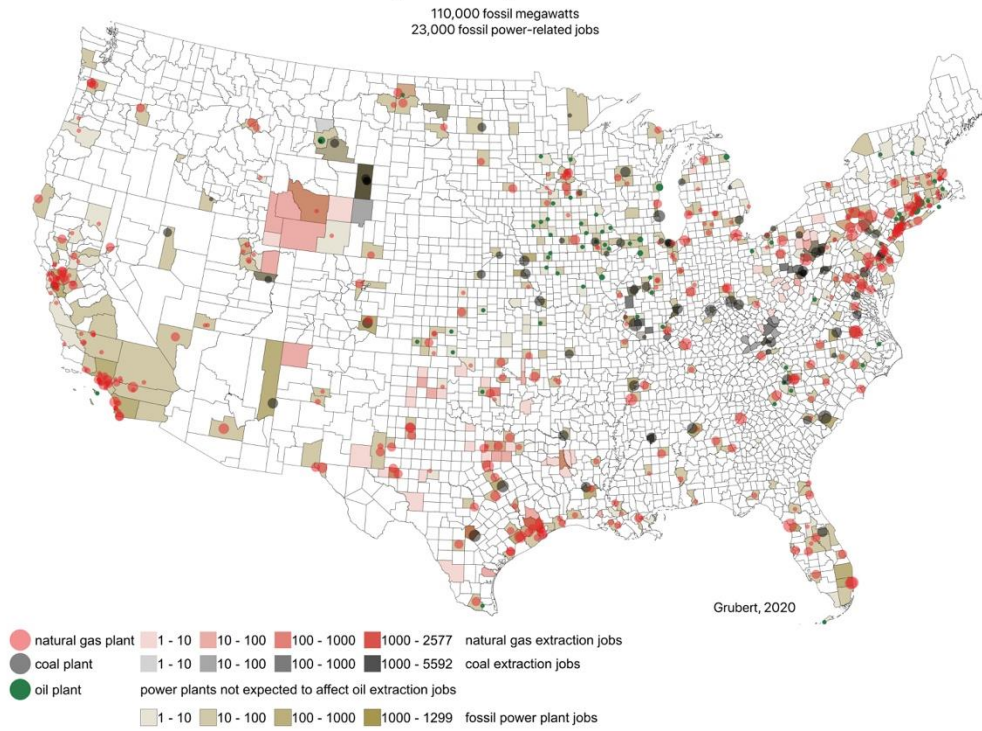 110,000 fossil megawatts
23,000 fossil power-related jobs
Grubert, 2020
natural gas plant 1 - 10 10 - 100 100 - 1000 1000 - 2577 natural gas extraction jobs
coal plant 1 - 10 10 - 100 100 - 1000 1000 - 5592 coal extraction jobs
oil plant power plants not expected to affect oil extraction jobs
1 - 10 10 - 100 100 - 1000 1000 - 1299 fossil power plant jobs